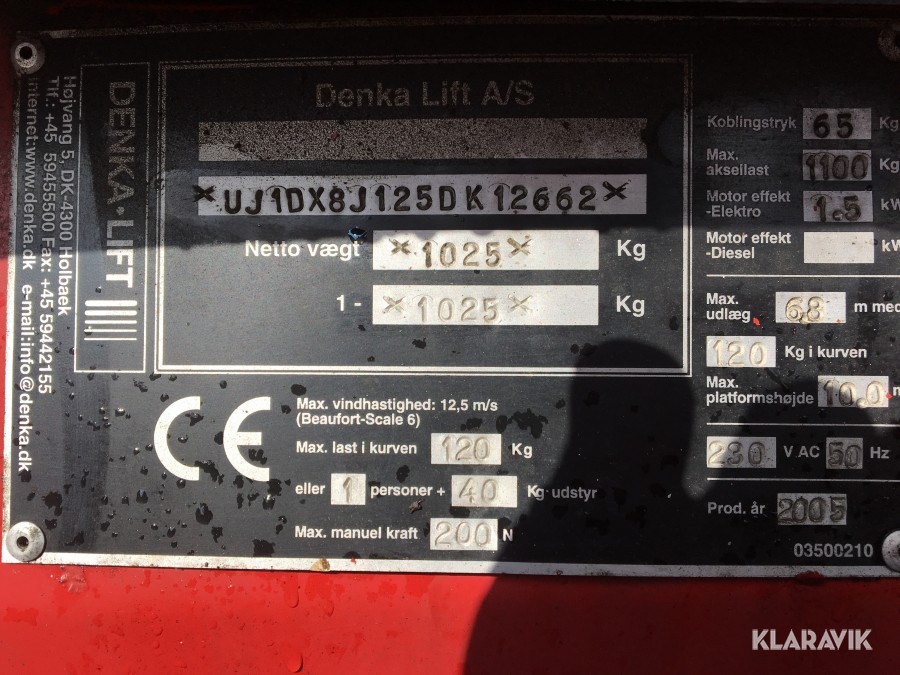 Højvang 5, DK-4300 Holbaek
Tlf: +45 59455500 Fax: +45 59442155
Internet:www.denka.dk e-mail:info@denka.dk
DENKA·LIFT
Denka Lift A/S
*UJ1DX8J125DK12662*
Netto vægt *1025* Kg
1- *1025* Kg
CE
Max. vindhastighed: 12,5 m/s
(Beaufort-Scale 6)
Max. last i kurven 120 Kg
eller 1 personer + 40 Kg udstyr
Max. manuel kraft 200 N
Koblingstryk 65 Kg
Max.
aksellast 1100 Kg
Motor effekt
-Elektro 1.5 kW
Motor effekt
-Diesel kW
Max.
udlæg 68 m med
120 Kg i kurven
Max.
platformshøjde 10.0 m
230 V AC 50 Hz
Prod. år 2005
03500210
KLARAVIK